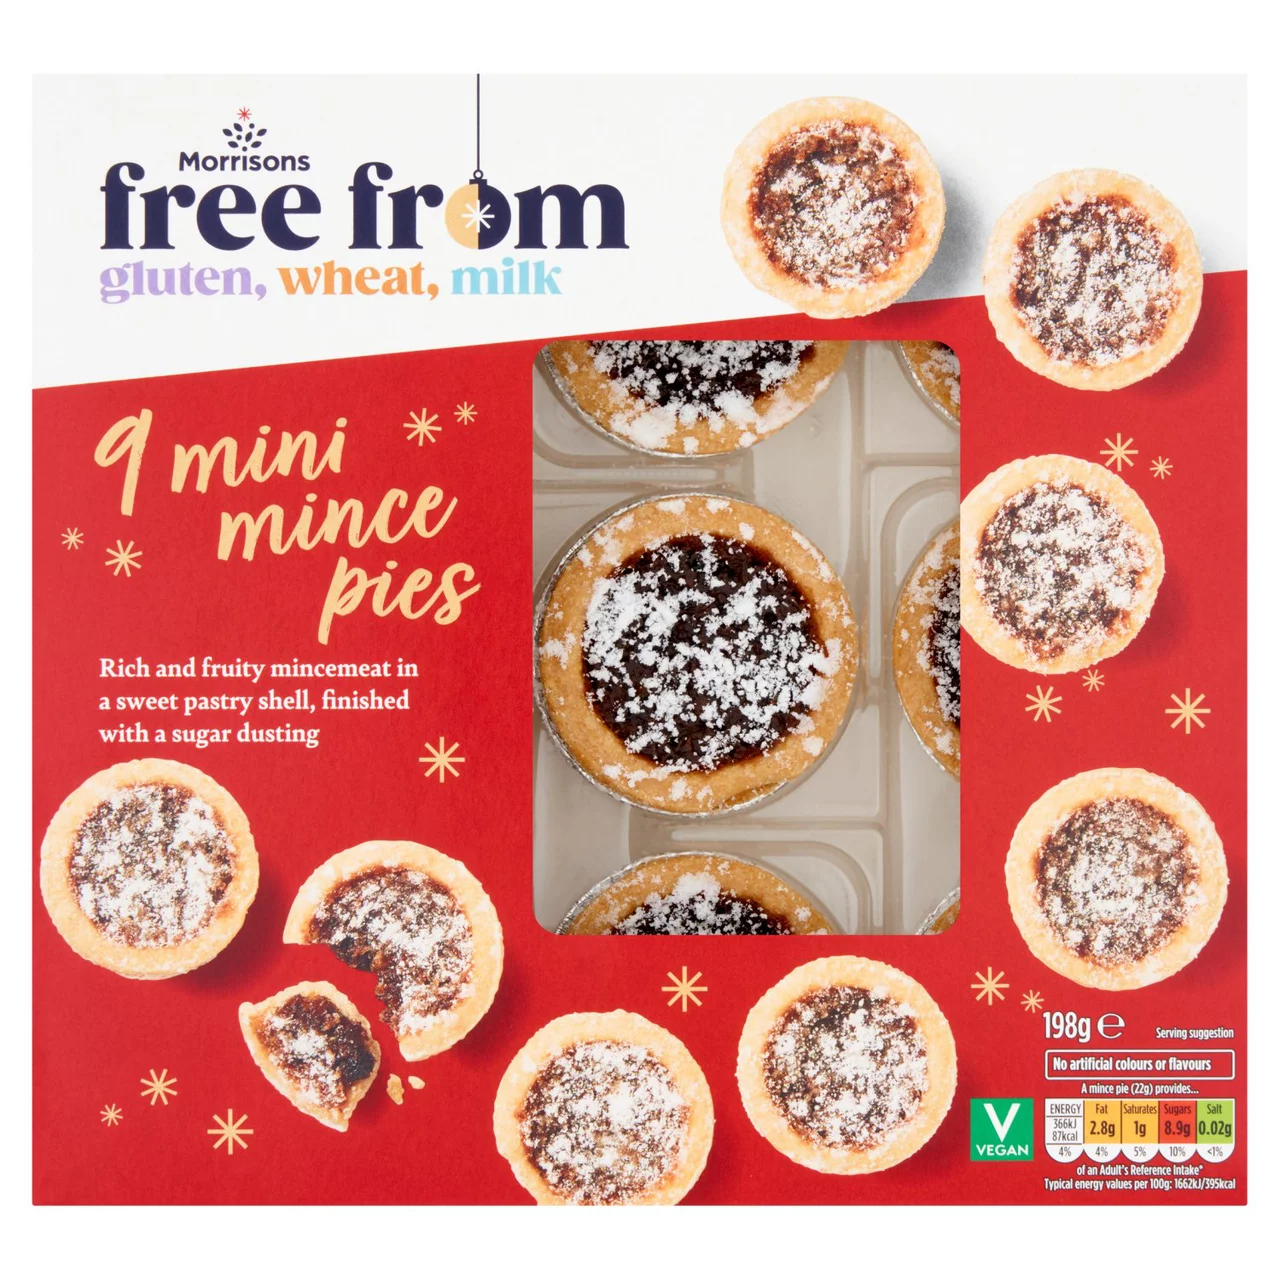 Morrisons
free from
gluten, wheat, milk
9 mini
mince
pies
Rich and fruity mincemeat in
a sweet pastry shell, finished
with a sugar dusting
198g ℮
Serving suggestion
No artificial colours or flavours
A mince pie (22g) provides...
ENERGY Fat Saturates Sugars Salt
366kJ
87kcal 2.8g 1g 8.9g 0.02g
4% 4% 5% 10% <1%
of an Adult's Reference Intake*
Typical energy values per 100g: 1662kJ/395kcal
V
VEGAN